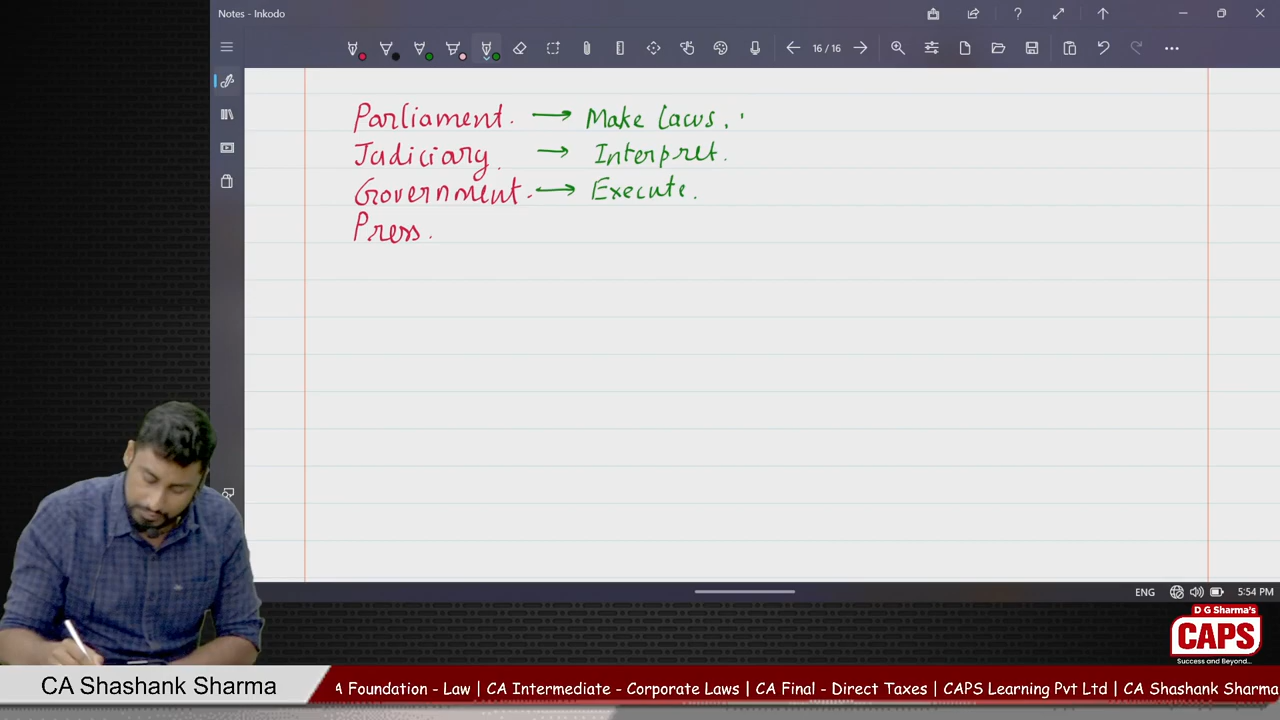 Notes - Inkodo
16 / 16
Parliament. → Make Laws.
Judiciary. → Interpret.
Government. → Execute.
Press.
ENG
5:54 PM
D G Sharma's
CAPS
Success and Beyond...
CA Shashank Sharma
A Foundation - Law | CA Intermediate - Corporate Laws | CA Final - Direct Taxes | CAPS Learning Pvt Ltd | CA Shashank Sharma